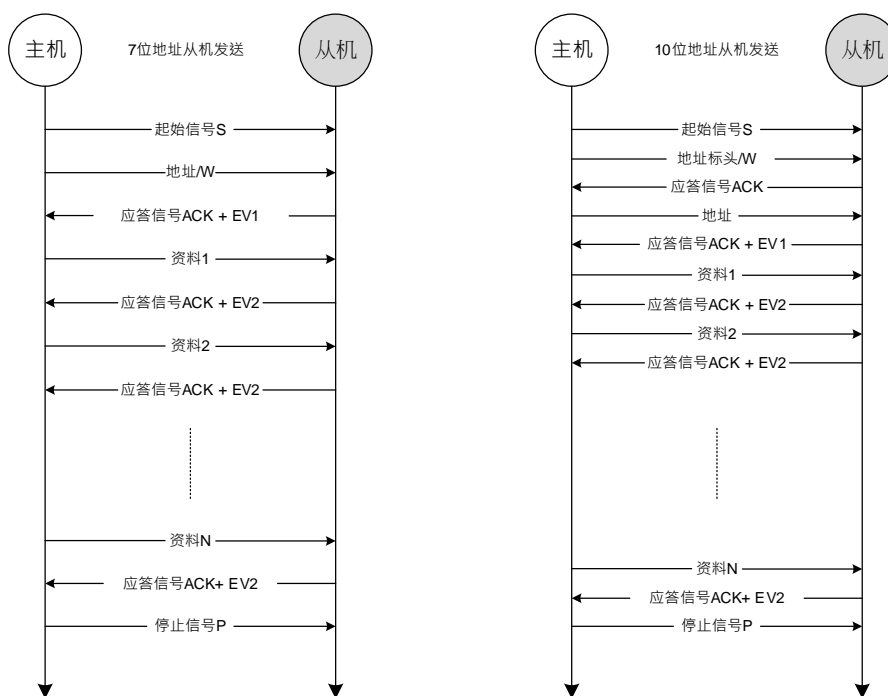 主机
7位地址从机发送
从机
起始信号S
地址/W
应答信号ACK + EV1
资料1
应答信号ACK + EV2
资料2
应答信号ACK + EV2
资料N
应答信号ACK+ EV2
停止信号P
主机
10位地址从机发送
从机
起始信号S
地址标头/W
应答信号ACK
地址
应答信号ACK + EV1
资料1
应答信号ACK + EV2
资料2
应答信号ACK + EV2
资料N
应答信号ACK+ EV2
停止信号P